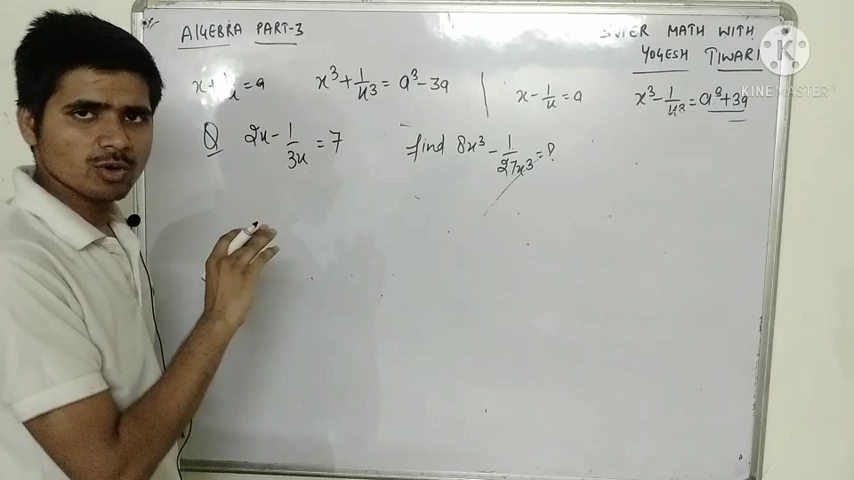 ALGEBRA PART-3
SUPER MATH WITH
YOGESH TIWARI
KINEMASTER
x+1/x=a x³+1/x³=a³-3a | x-1/x=a x³-1/x³=a³+3a
Q 2x-1/3x=7 find 8x³-1/27x³=?